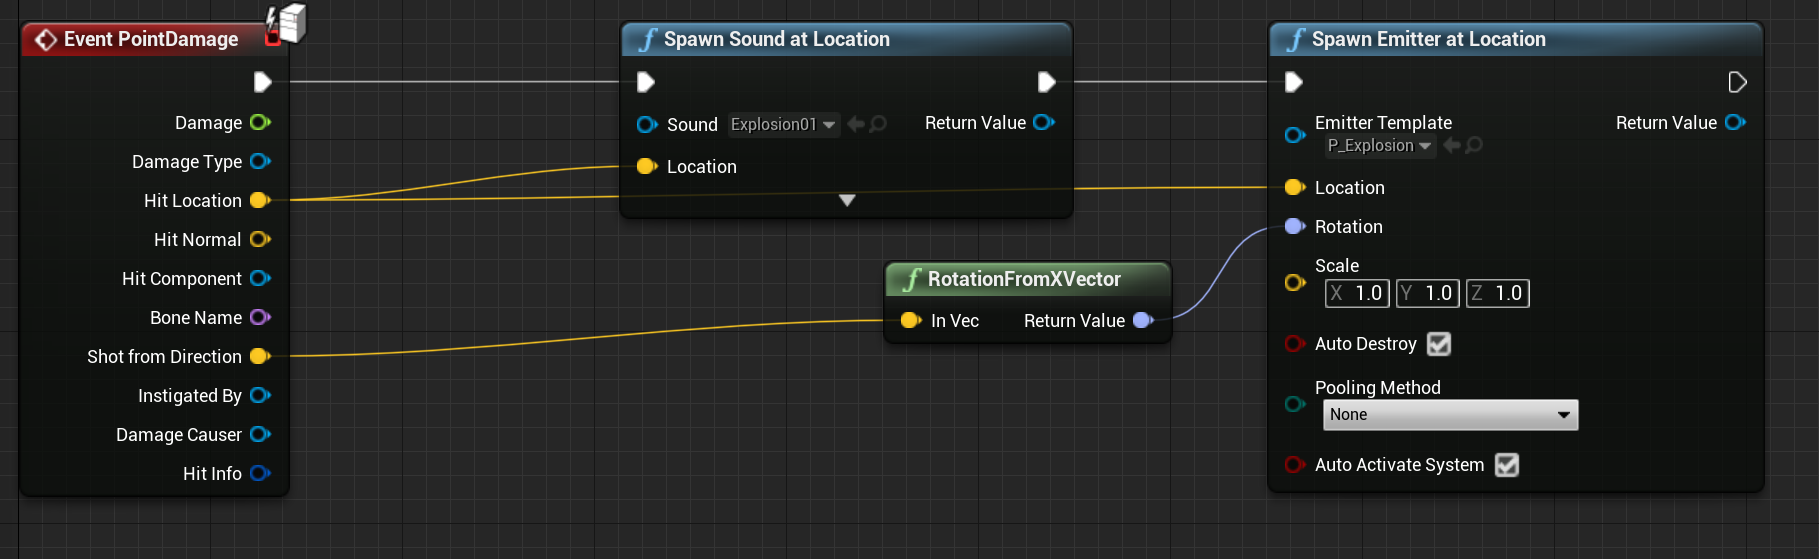 Event PointDamage
Damage
Damage Type
Hit Location
Hit Normal
Hit Component
Bone Name
Shot from Direction
Instigated By
Damage Causer
Hit Info
Spawn Sound at Location
Sound Explosion01 Return Value
Location
RotationFromXVector
In Vec Return Value
Spawn Emitter at Location
Emitter Template Return Value
P_Explosion
Location
Rotation
Scale
X 1.0 Y 1.0 Z 1.0
Auto Destroy
Pooling Method
None
Auto Activate System